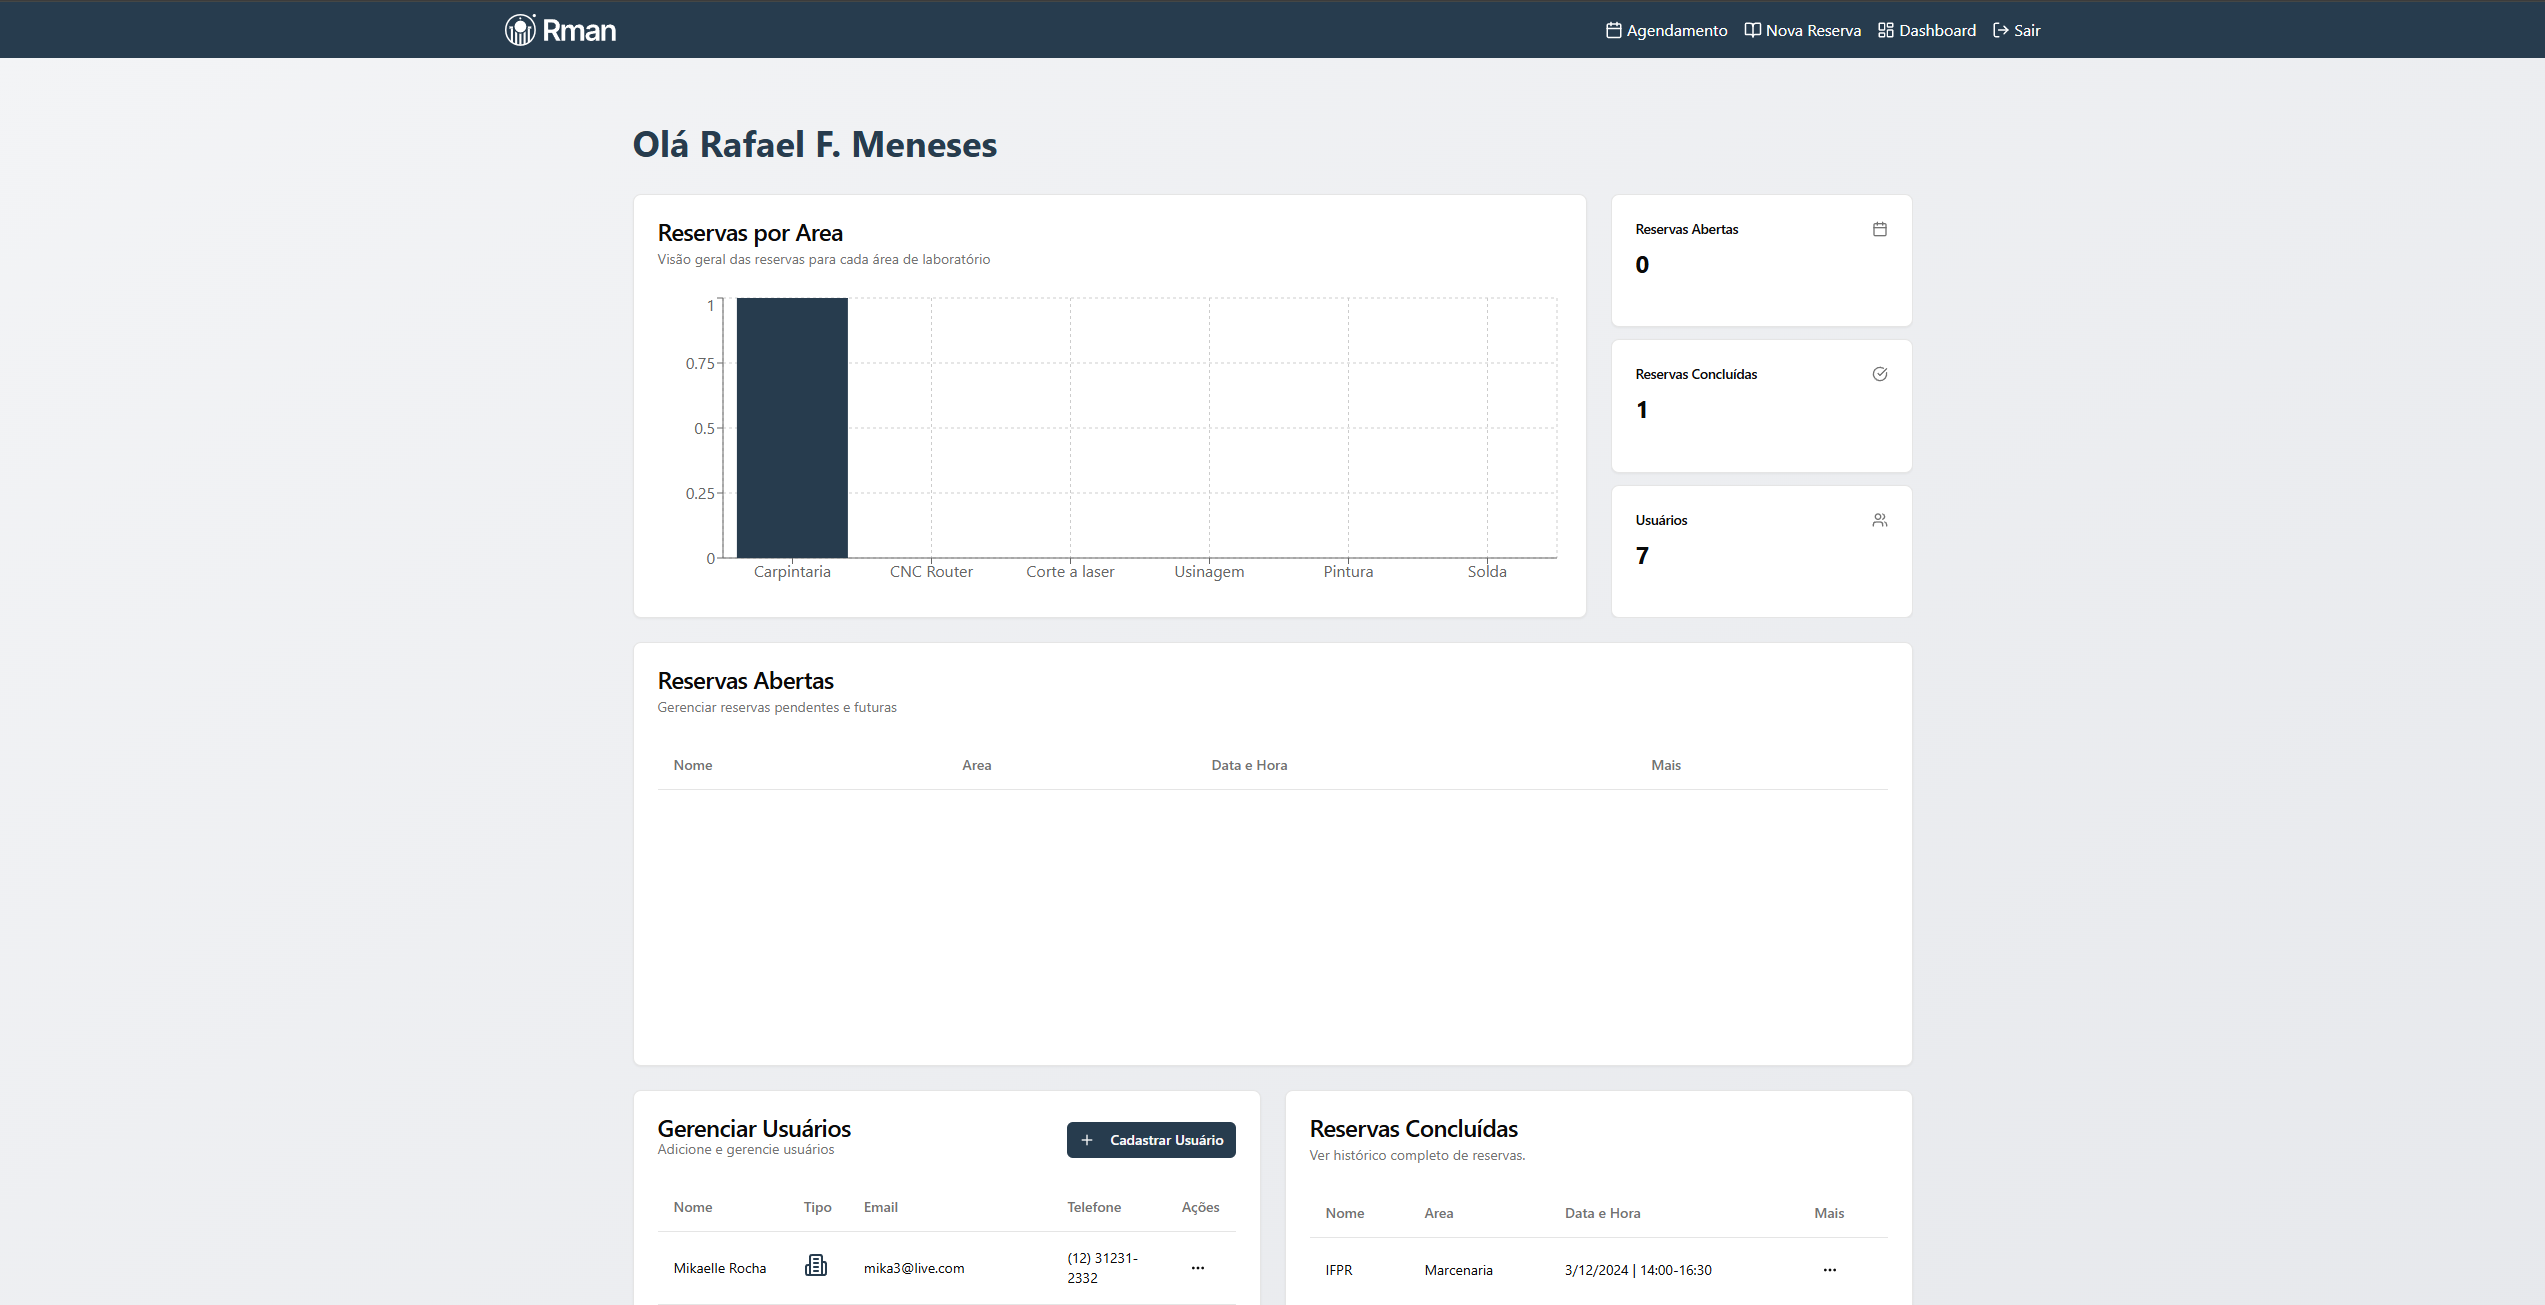 Rman
Agendamento Nova Reserva Dashboard Sair
Olá Rafael F. Meneses
Reservas por Area
Visão geral das reservas para cada área de laboratório
1
0.75
0.5
0.25
0
Carpintaria CNC Router Corte a laser Usinagem Pintura Solda
Reservas Abertas
0
Reservas Concluídas
1
Usuários
7
Reservas Abertas
Gerenciar reservas pendentes e futuras
Nome Area Data e Hora Mais
Gerenciar Usuários
Adicione e gerencie usuários
Cadastrar Usuário
Nome Tipo Email Telefone Ações
Mikaelle Rocha mika3@live.com (12) 31231-
2332
Reservas Concluídas
Ver histórico completo de reservas.
Nome Area Data e Hora Mais
IFPR Marcenaria 3/12/2024 | 14:00-16:30